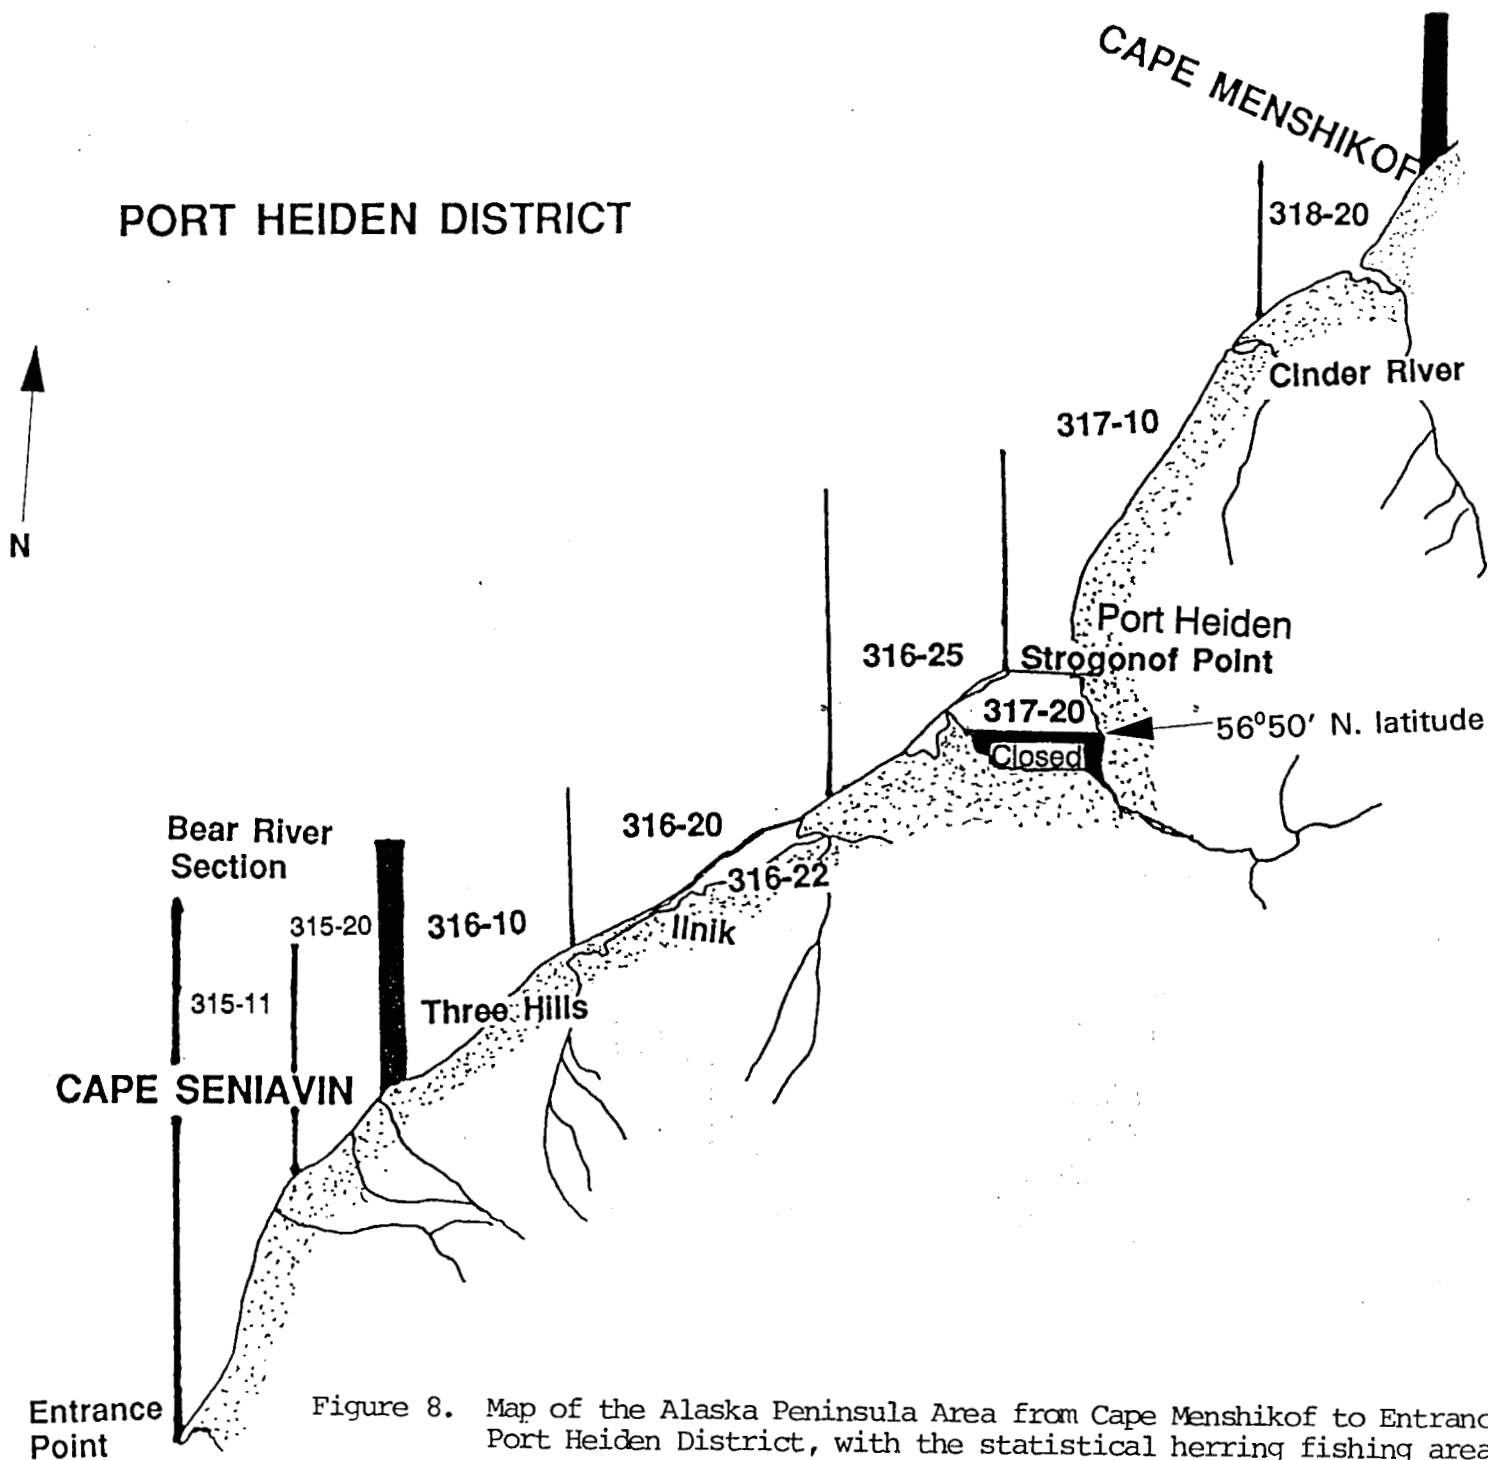 CAPE MENSHIKOF
318-20
PORT HEIDEN DISTRICT
Cinder River
317-10
N
Port Heiden
316-25
Strogonof Point
317-20
56°50' N. latitude
Closed
316-20
Bear River
Section
316-22
315-20
316-10
Ilnik
315-11
Three Hills
CAPE SENIAVIN
Entrance
Point
Figure 8. Map of the Alaska Peninsula Area from Cape Menshikof to Entranc
Port Heiden District, with the statistical herring fishing area